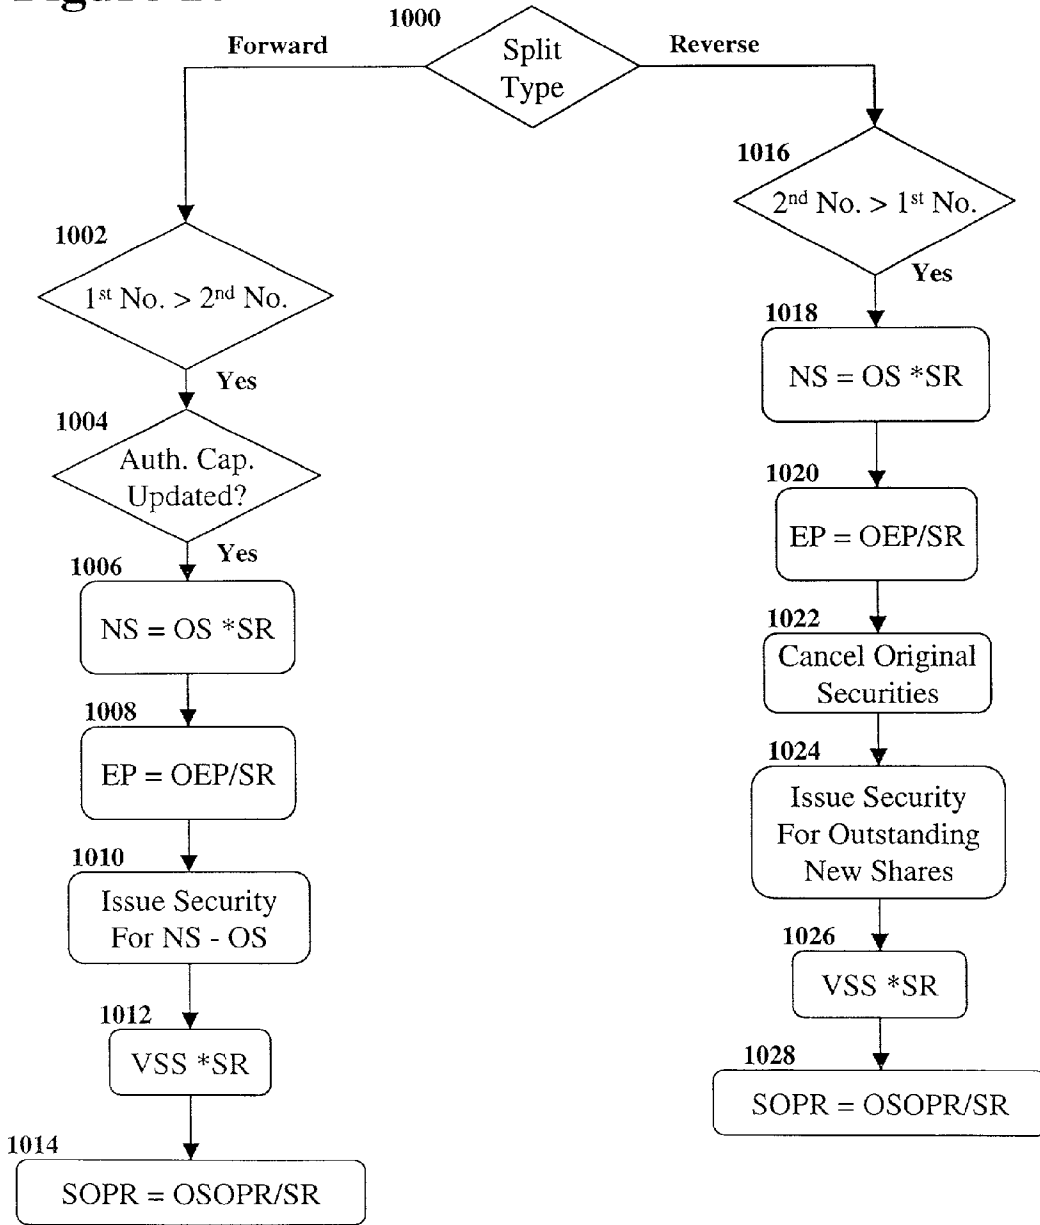 1000
Split
Type
Forward
Reverse
1002
1st No. > 2nd No.
Yes
1004
Auth. Cap.
Updated?
Yes
1006
NS = OS *SR
1008
EP = OEP/SR
1010
Issue Security
For NS - OS
1012
VSS *SR
1014
SOPR = OSOPR/SR
1016
2nd No. > 1st No.
Yes
1018
NS = OS *SR
1020
EP = OEP/SR
1022
Cancel Original
Securities
1024
Issue Security
For Outstanding
New Shares
1026
VSS *SR
1028
SOPR = OSOPR/SR